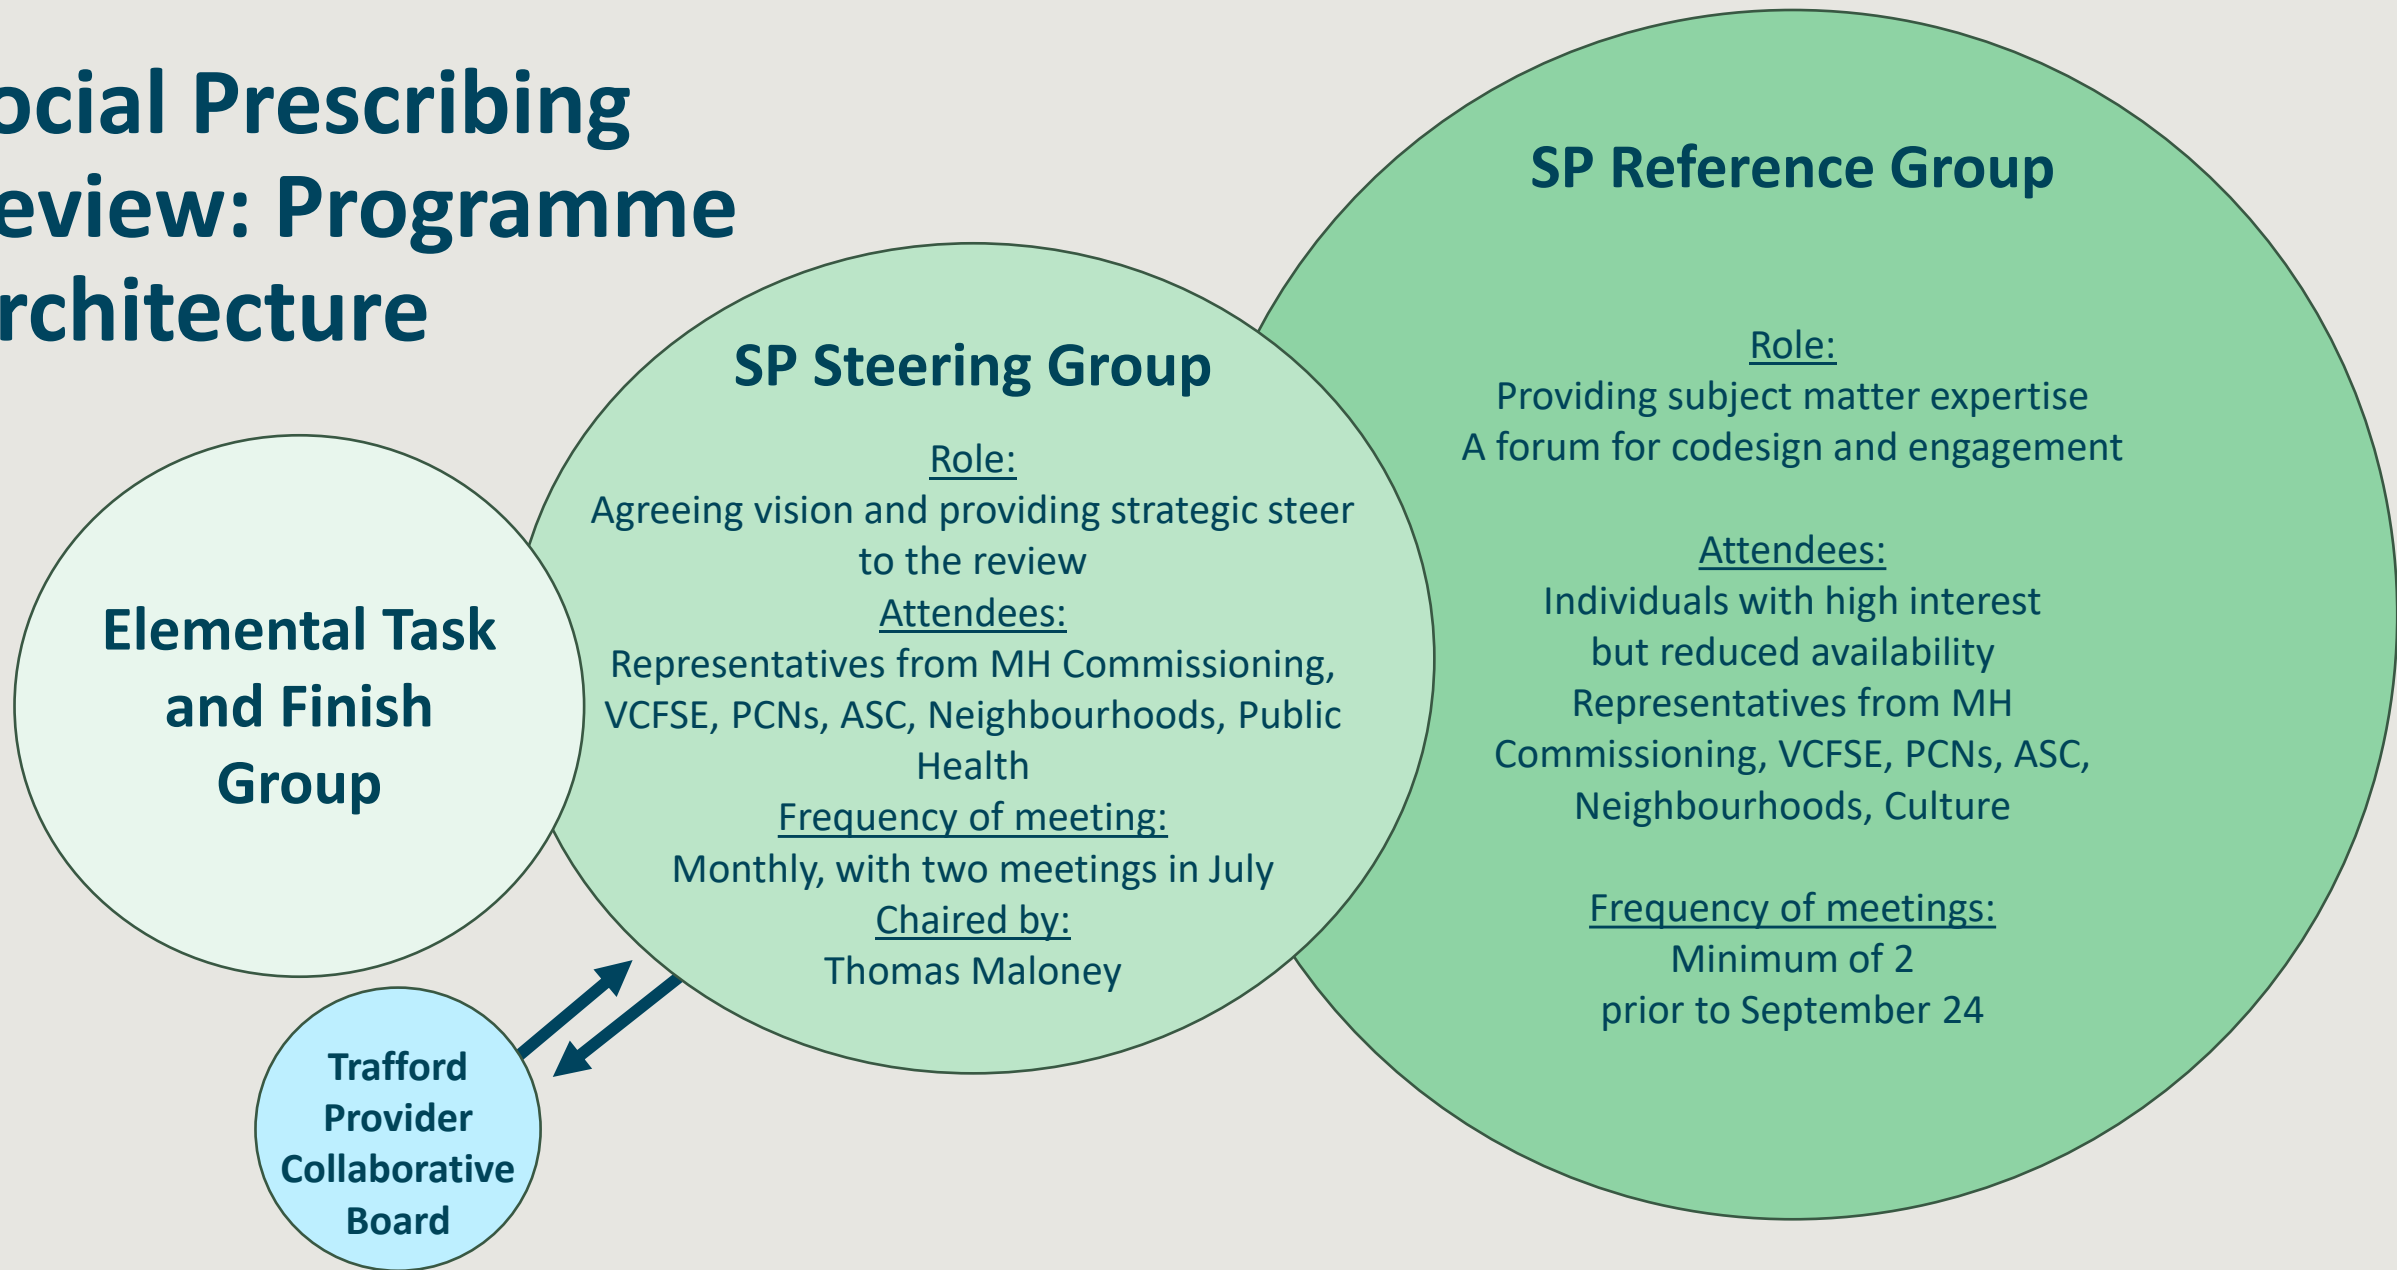 ocial Prescribing
eview: Programme
rchitecture
Elemental Task
and Finish
Group
Trafford
Provider
Collaborative
Board
SP Steering Group
Role:
Agreeing vision and providing strategic steer
to the review
Attendees:
Representatives from MH Commissioning,
VCFSE, PCNs, ASC, Neighbourhoods, Public
Health
Frequency of meeting:
Monthly, with two meetings in July
Chaired by:
Thomas Maloney
SP Reference Group
Role:
Providing subject matter expertise
A forum for codesign and engagement
Attendees:
Individuals with high interest
but reduced availability
Representatives from MH
Commissioning, VCFSE, PCNs, ASC,
Neighbourhoods, Culture
Frequency of meetings:
Minimum of 2
prior to September 24